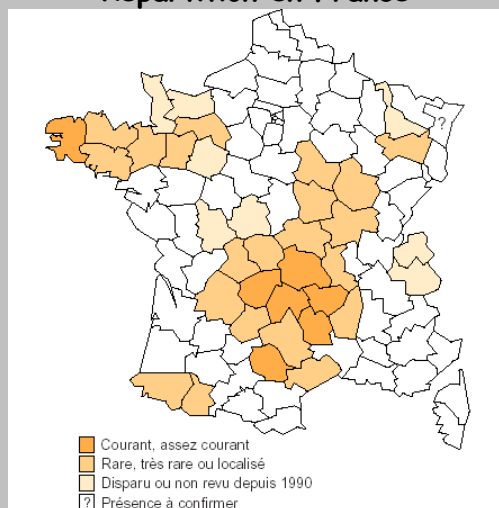 Répartition en France
?
Courant, assez courant
Rare, très rare ou localisé
Disparu ou non revu depuis 1990
? Présence à confirmer